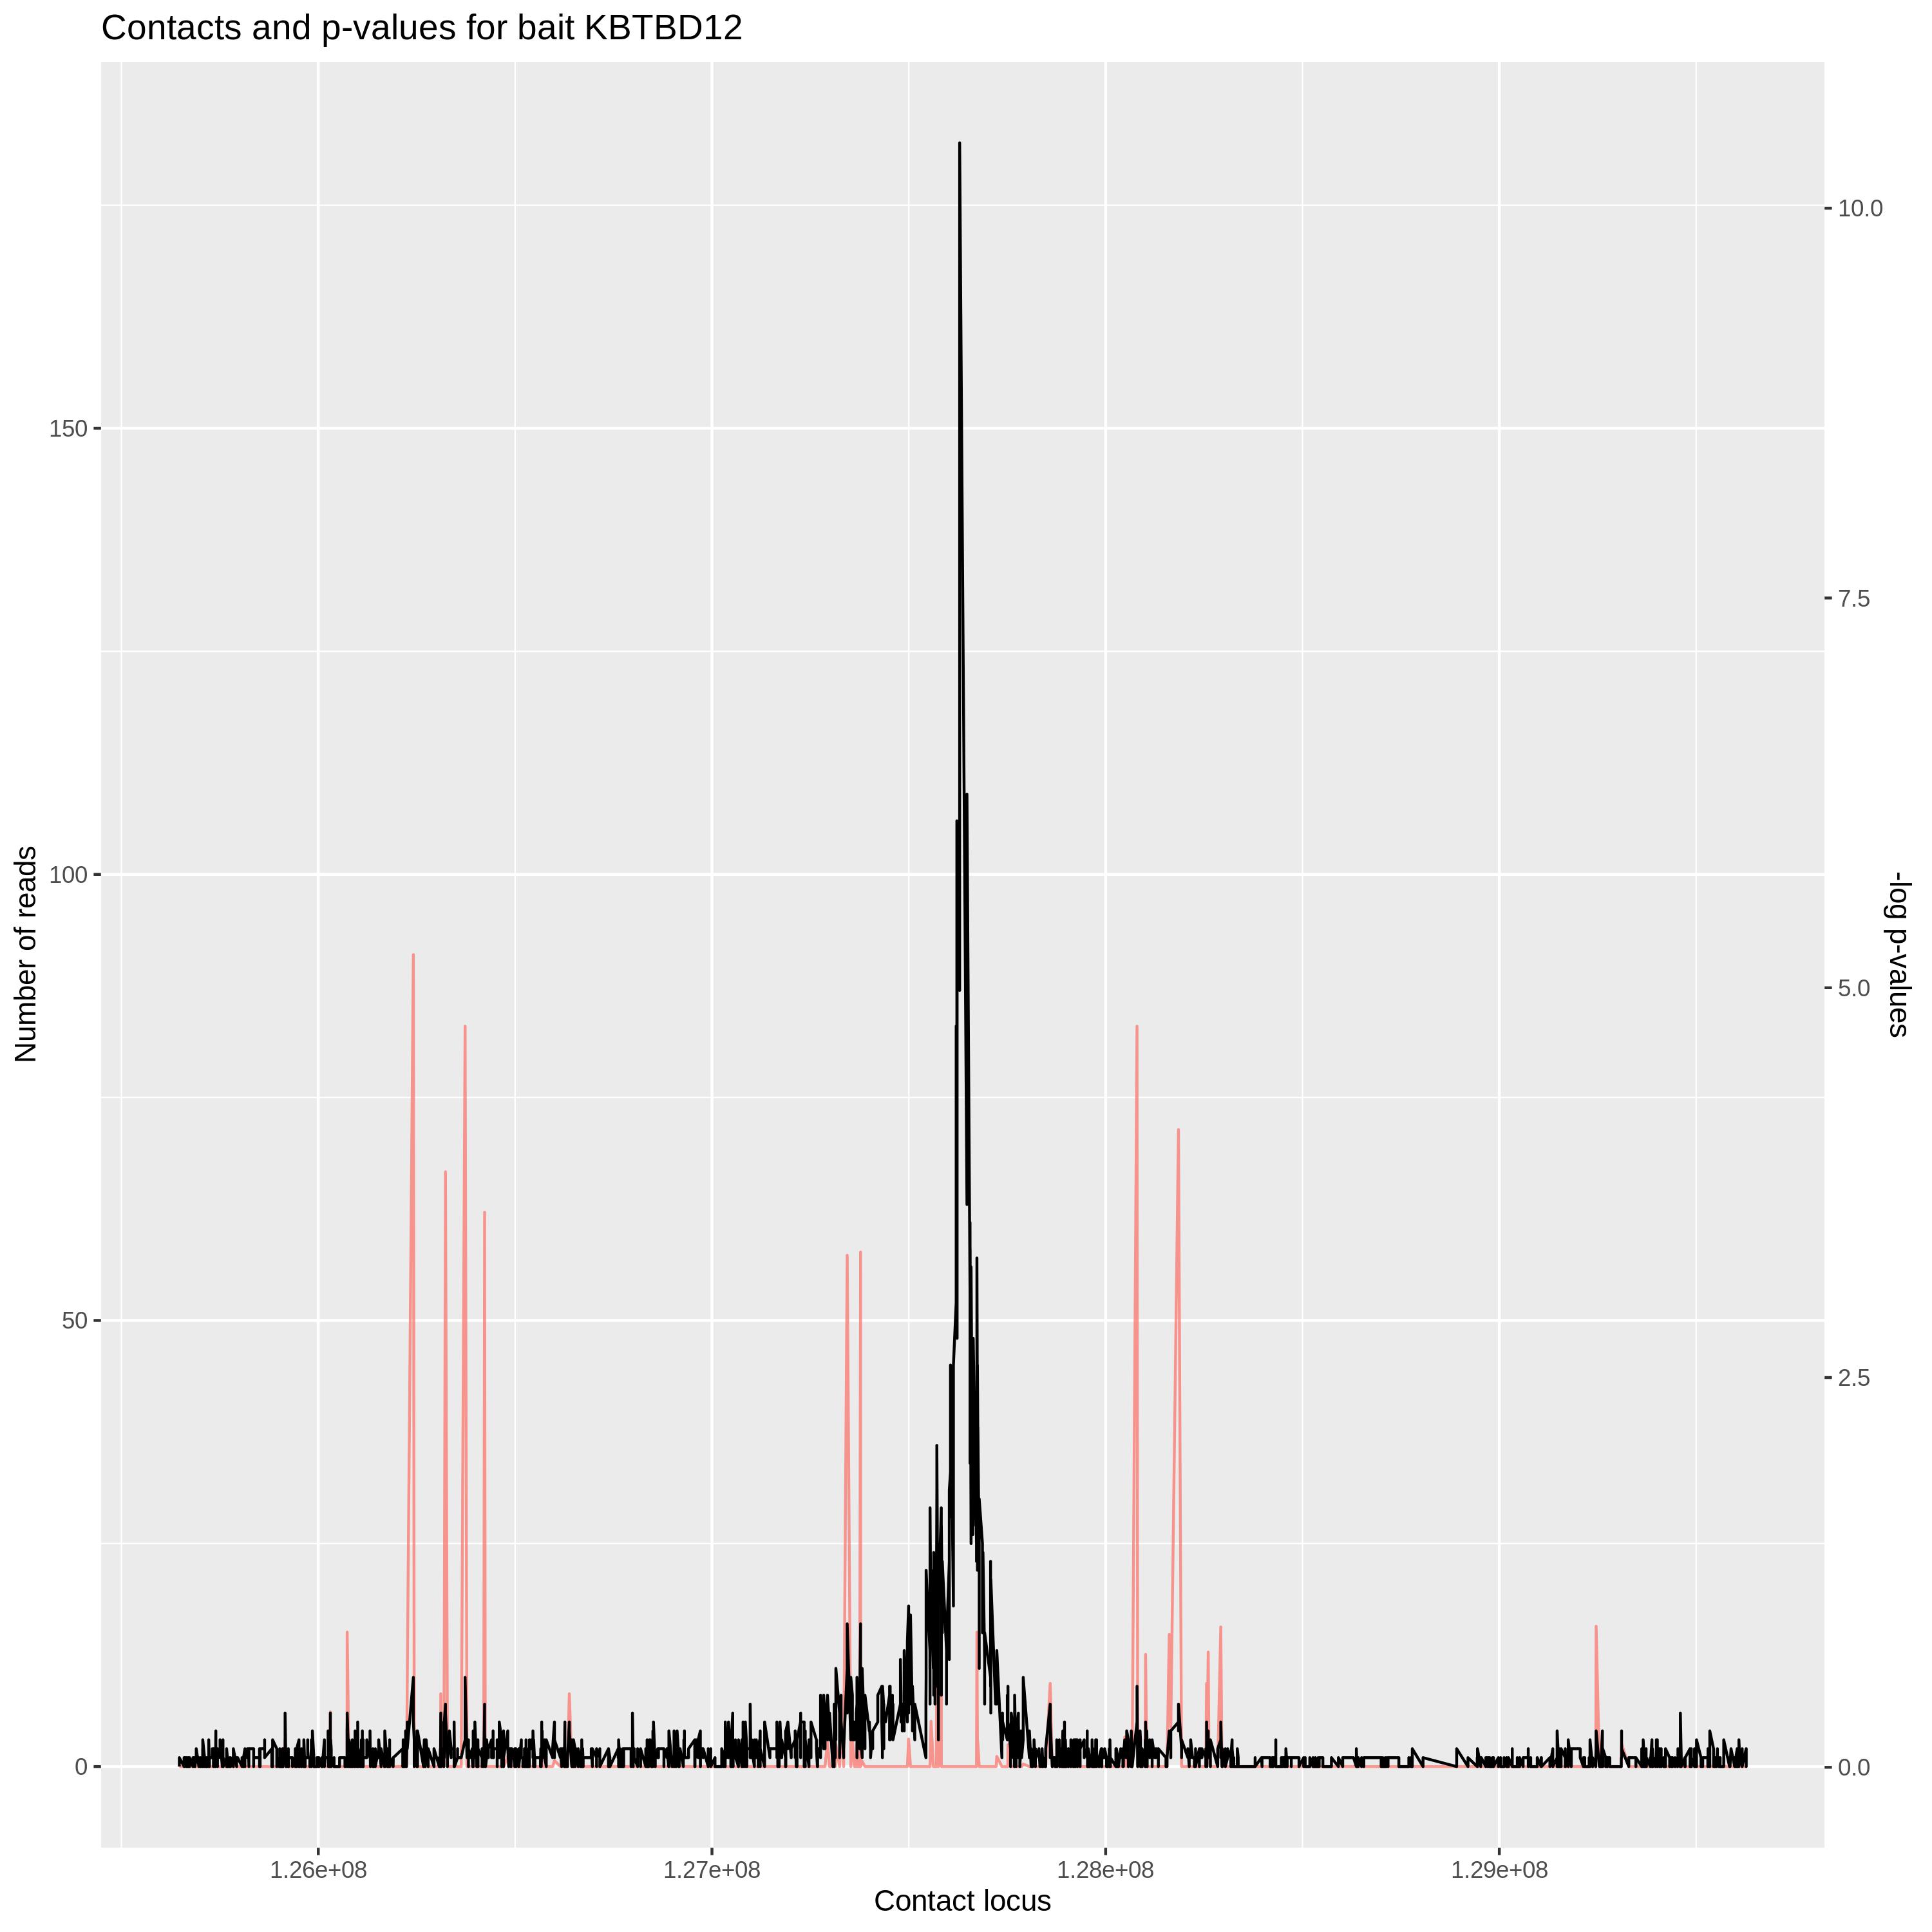 Contacts and p-values for bait KBTBD12
150
100
50
0
Number of reads
10.0
7.5
5.0
2.5
0.0
-log p-values
1.26e+08
1.27e+08
1.28e+08
1.29e+08
Contact locus